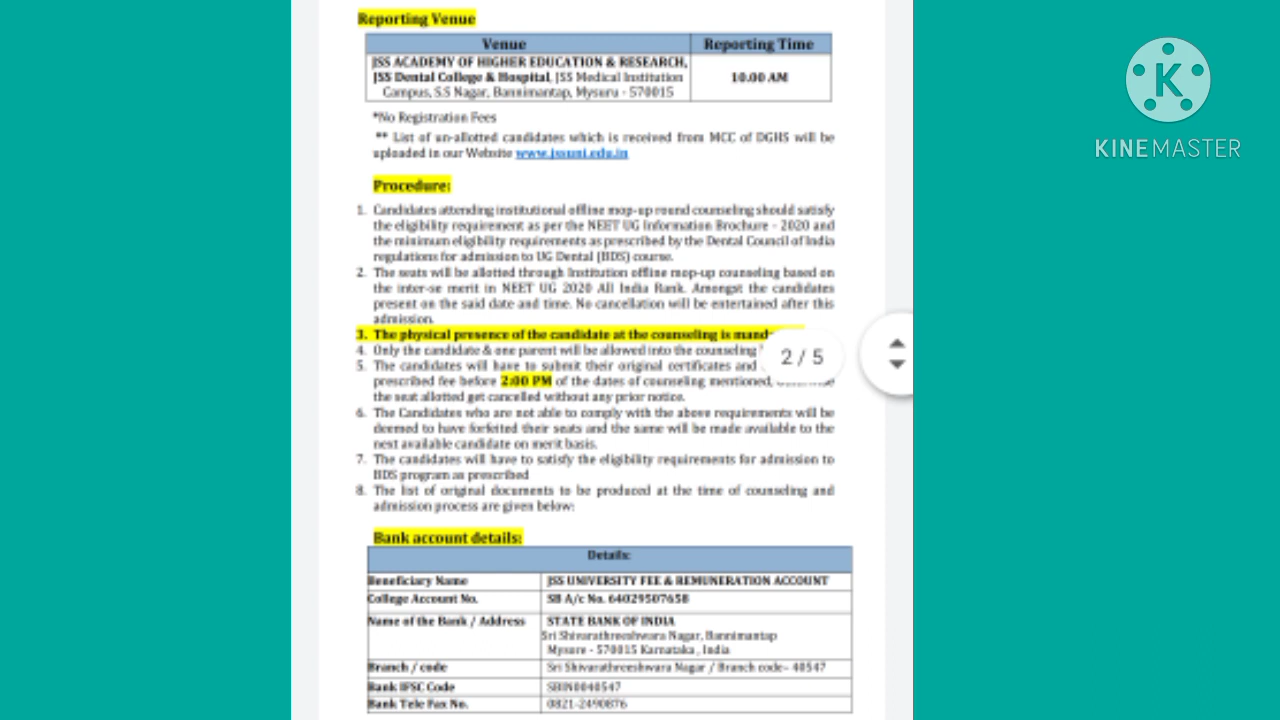 Reporting Venue
Venue Reporting Time
JSS ACADEMY OF HIGHER EDUCATION & RESEARCH,
JSS Dental College & Hospital, JSS Medical Institution
Campus, S.S Nagar, Bannimantap, Mysuru - 570015
10.00 AM
*No Registration Fees
** List of un-allotted candidates which is received from MCC of DGHS will be
uploaded in our Website www.jssuni.edu.in
Procedure:
1. Candidates attending institutional offline mop-up round counseling should satisfy
the eligibility requirement as per the NEET UG Information Brochure - 2020 and
the minimum eligibility requirements as prescribed by the Dental Council of India
regulations for admission to UG Dental (BDS) course.
2. The seats will be allotted through Institution offline mop-up counseling based on
the inter-se merit in NEET UG 2020 All India Rank. Amongst the candidates
present on the said date and time. No cancellation will be entertained after this
admission.
3. The physical presence of the candidate at the counseling is
4. Only the candidate & one parent will be allowed into the counseling
5. The candidates will have to submit their original certificates and
prescribed fee before 2:00 PM of the dates of counseling mentioned,
the seat allotted get cancelled without any prior notice.
6. The Candidates who are not able to comply with the above requirements will be
deemed to have forfeited their seats and the same will be made available to the
next available candidate on merit basis.
7. The candidates will have to satisfy the eligibility requirements for admission to
BDS program as prescribed
8. The list of original documents to be produced at the time of counseling and
admission process are given below:
2 / 5
Bank account details:
Details:
Beneficiary Name JSS UNIVERSITY FEE & REMUNERATION ACCOUNT
College Account No. SB A/c No. 64029507658
Name of the Bank / Address STATE BANK OF INDIA
Sri Shivarathreeshwara Nagar, Bannimantap
Mysore - 570015 Karnataka , India
Branch / code Sri Shivarathreeshwara Nagar / Branch code- 40547
Bank IFSC Code SBIN0040547
Bank Tele Fax No. 0821-2490876
K
KINEMASTER